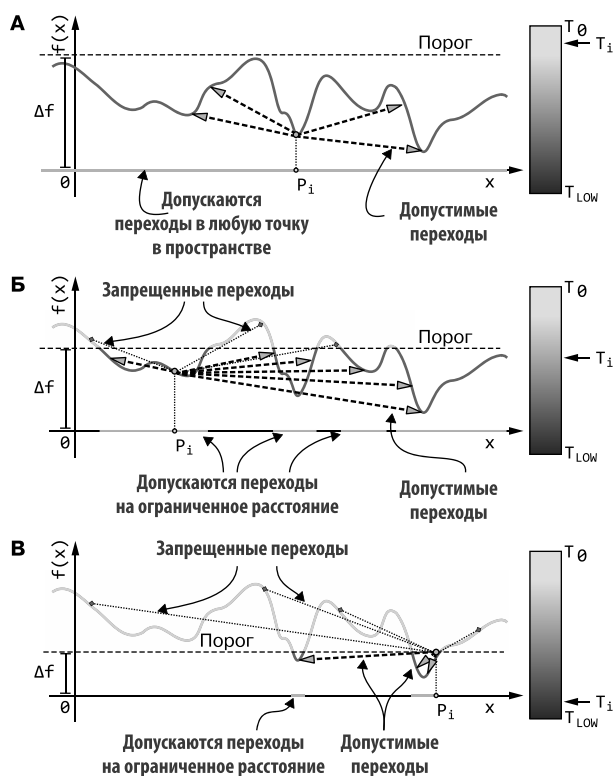 А
f(x)
Порог
T0
Ti
Δf
0
Pi
x
TLOW
Допускаются
переходы в любую точку
в пространстве
Допустимые
переходы
Б
f(x)
Запрещенные переходы
Порог
T0
Ti
Δf
0
Pi
x
TLOW
Допускаются переходы
на ограниченное расстояние
Допустимые
переходы
В
f(x)
Запрещенные переходы
T0
Порог
Δf
0
Pi
x
Ti
TLOW
Допускаются переходы
на ограниченное расстояние
Допустимые
переходы